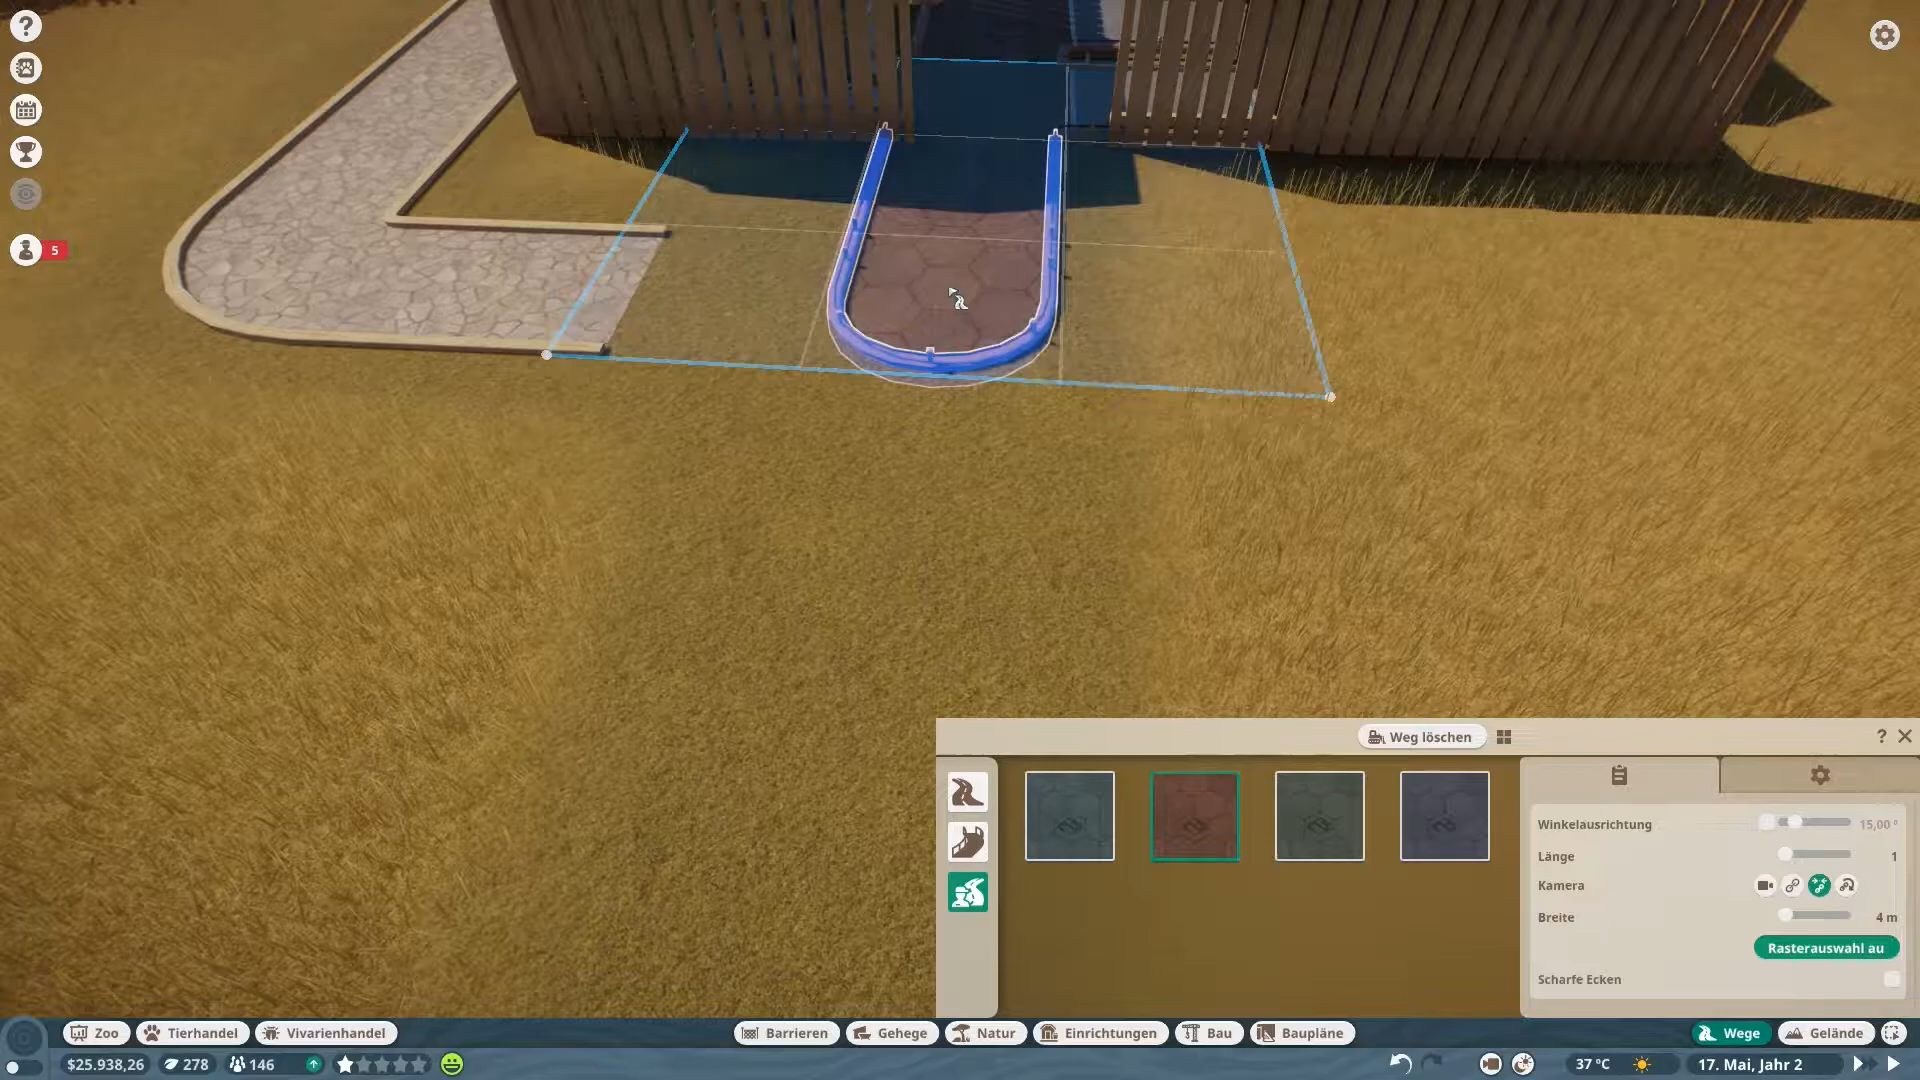 ?
5
Weg löschen
?
Winkelausrichtung 15,00 °
Länge 1
Kamera
Breite 4 m
Rasterauswahl au
Scharfe Ecken
Zoo Tierhandel Vivarienhandel Barrieren Gehege Natur Einrichtungen Bau Baupläne Wege Gelände
$25.938,26 278 146 37 °C 17. Mai, Jahr 2